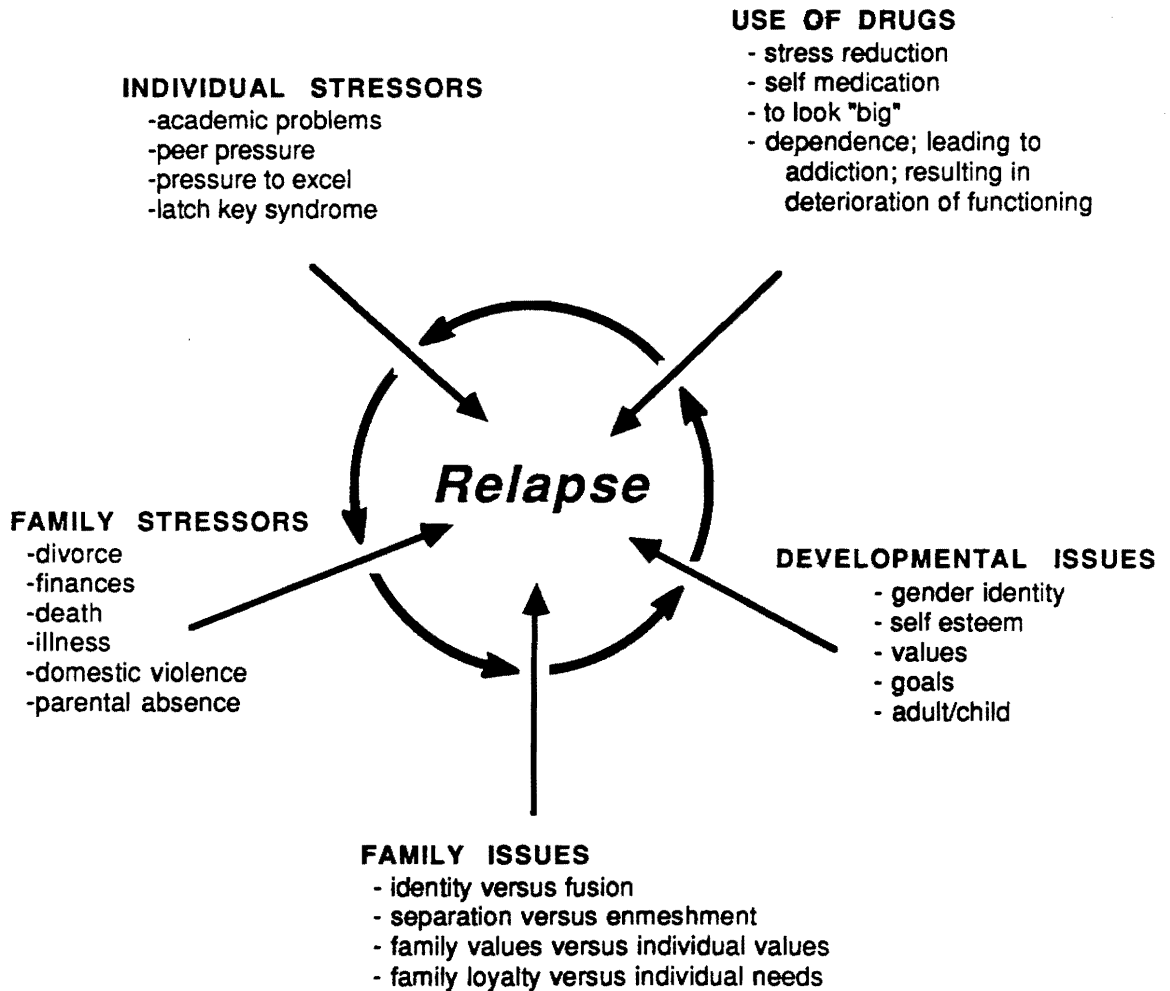 USE OF DRUGS
- stress reduction
- self medication
- to look "big"
- dependence; leading to
addiction; resulting in
deterioration of functioning
INDIVIDUAL STRESSORS
-academic problems
-peer pressure
-pressure to excel
-latch key syndrome
Relapse
FAMILY STRESSORS
-divorce
-finances
-death
-illness
-domestic violence
-parental absence
DEVELOPMENTAL ISSUES
- gender identity
- self esteem
- values
- goals
- adult/child
FAMILY ISSUES
- identity versus fusion
- separation versus enmeshment
- family values versus individual values
- family loyalty versus individual needs